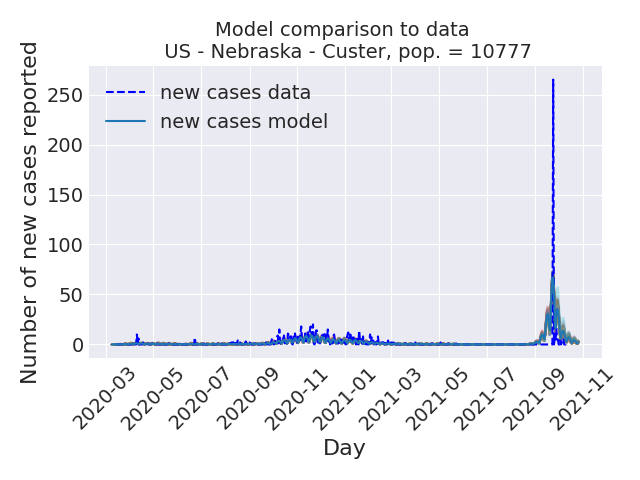 Model comparison to data
US - Nebraska - Custer, pop. = 10777
Number of new cases reported
250
200
150
100
50
0
new cases data
new cases model
2020-03
2020-05
2020-07
2020-09
2020-11
2021-01
2021-03
2021-05
2021-07
2021-09
2021-11
Day